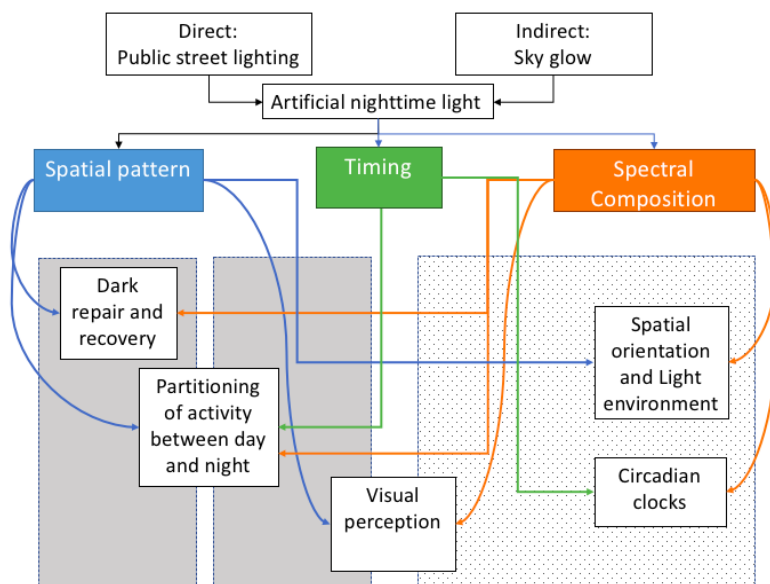 Direct:
Public street lighting
Indirect:
Sky glow
Artificial nighttime light
Spatial pattern
Timing
Spectral
Composition
Dark
repair and
recovery
Spatial
orientation
and Light
environment
Partitioning
of activity
between day
and night
Visual
perception
Circadian
clocks